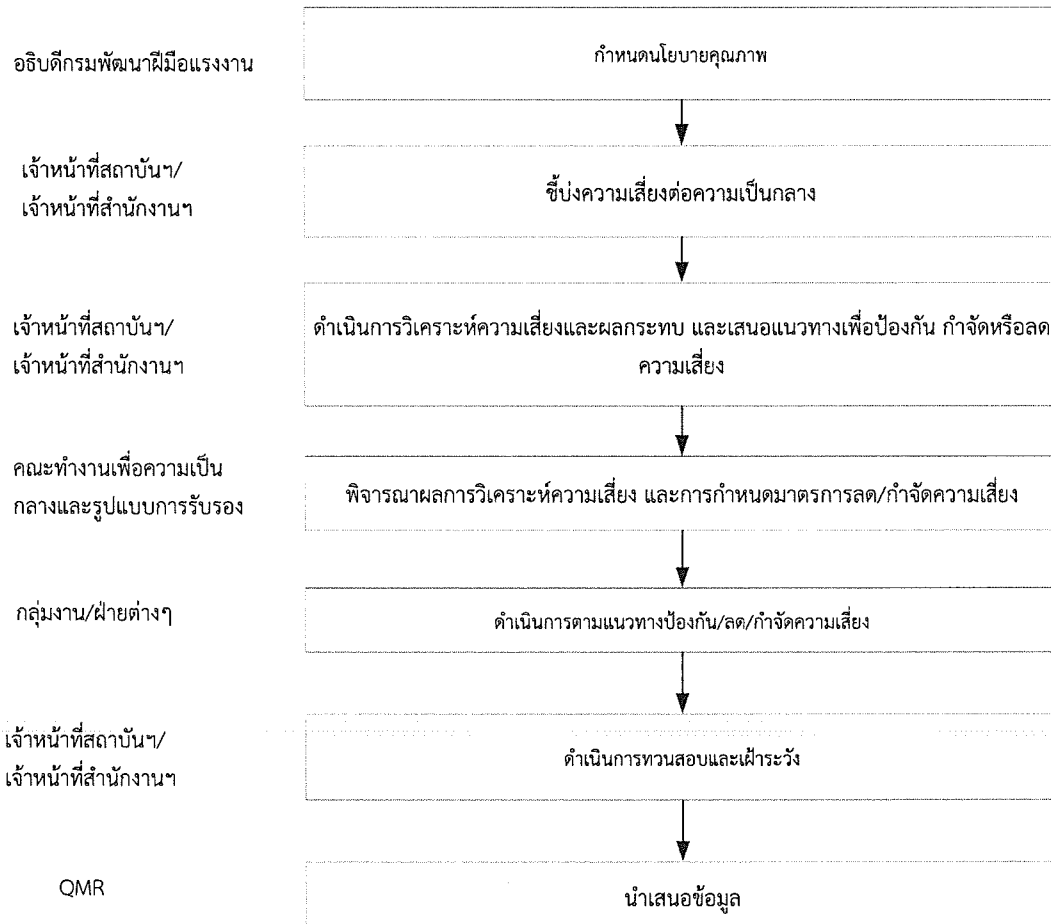 อธิบดีกรมพัฒนาฝีมือแรงงาน
กำหนดนโยบายคุณภาพ
เจ้าหน้าที่สถาบันฯ/
เจ้าหน้าที่สำนักงานฯ
ชี้บ่งความเสี่ยงต่อความเป็นกลาง
เจ้าหน้าที่สถาบันฯ/
เจ้าหน้าที่สำนักงานฯ
ดำเนินการวิเคราะห์ความเสี่ยงและผลกระทบ และเสนอแนวทางเพื่อป้องกัน กำจัดหรือลด
ความเสี่ยง
คณะทำงานเพื่อความเป็น
กลางและรูปแบบการรับรอง
พิจารณาผลการวิเคราะห์ความเสี่ยง และการกำหนดมาตรการลด/กำจัดความเสี่ยง
กลุ่มงาน/ฝ่ายต่างๆ
ดำเนินการตามแนวทางป้องกัน/ลด/กำจัดความเสี่ยง
เจ้าหน้าที่สถาบันฯ/
เจ้าหน้าที่สำนักงานฯ
ดำเนินการทวนสอบและเฝ้าระวัง
QMR
นำเสนอข้อมูล